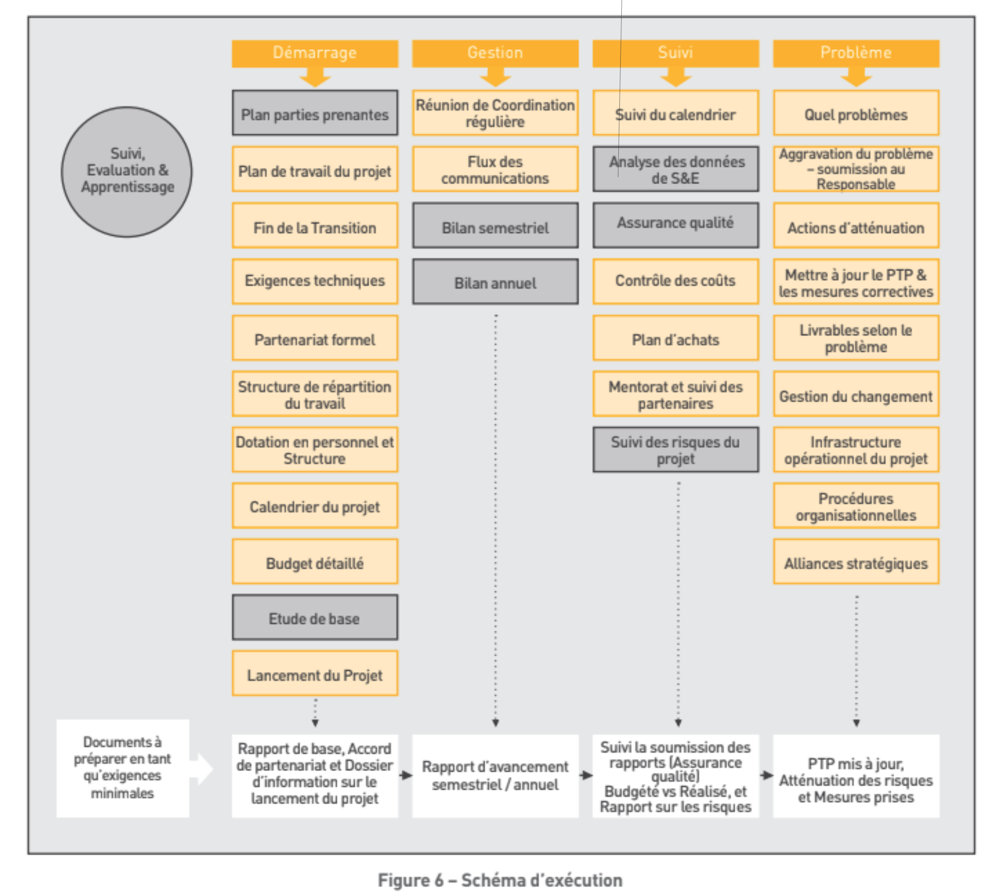 Démarrage
Gestion
Suivi
Problème
Suivi,
Evaluation &
Apprentissage
Plan parties prenantes
Plan de travail du projet
Fin de la Transition
Exigences techniques
Partenariat formel
Structure de répartition
du travail
Dotation en personnel et
Structure
Calendrier du projet
Budget détaillé
Etude de base
Lancement du Projet
Réunion de Coordination
régulière
Flux des
communications
Bilan semestriel
Bilan annuel
Suivi du calendrier
Analyse des données
de S&E
Assurance qualité
Contrôle des coûts
Plan d'achats
Mentorat et suivi des
partenaires
Suivi des risques du
projet
Quel problèmes
Aggravation du problème
– soumission au
Responsable
Actions d'atténuation
Mettre à jour le PTP &
les mesures correctives
Livrables selon le
problème
Gestion du changement
Infrastructure
opérationnel du projet
Procédures
organisationnelles
Alliances stratégiques
Documents à
préparer en tant
qu'exigences
minimales
Rapport de base, Accord
de partenariat et Dossier
d'information sur le
lancement du projet
Rapport d'avancement
semestriel / annuel
Suivi la soumission des
rapports (Assurance
qualité)
Budgété vs Réalisé, et
Rapport sur les risques
PTP mis à jour,
Atténuation des risques
et Mesures prises
Figure 6 – Schéma d'exécution